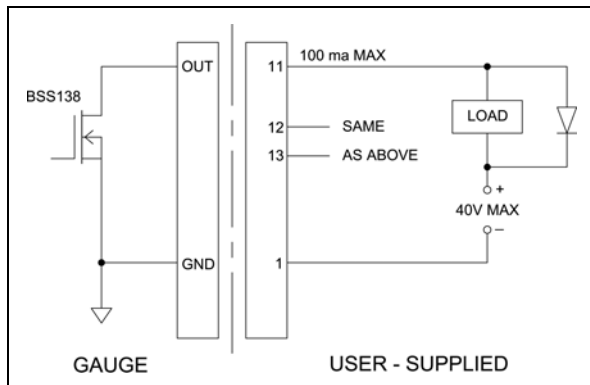 OUT
11
100 ma MAX
BSS138
LOAD
12
SAME
13
AS ABOVE
+
40V MAX
–
GND
1
GAUGE
USER - SUPPLIED